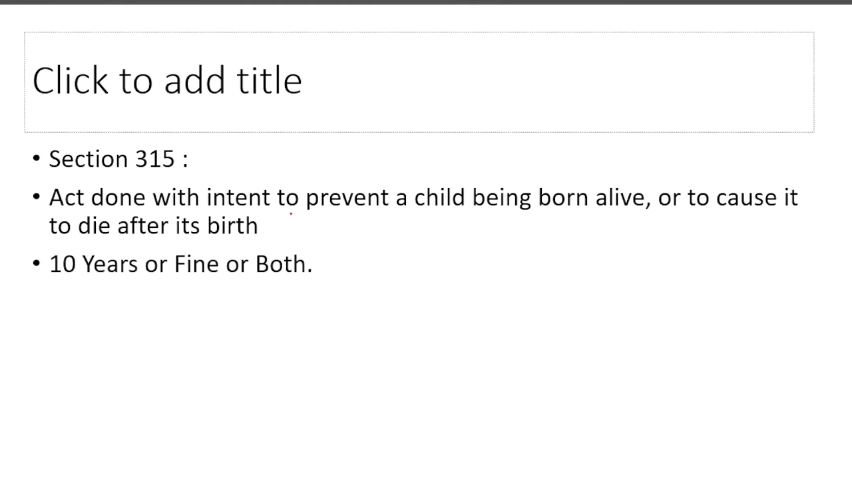 Click to add title
• Section 315 :
• Act done with intent to prevent a child being born alive, or to cause it
to die after its birth
• 10 Years or Fine or Both.